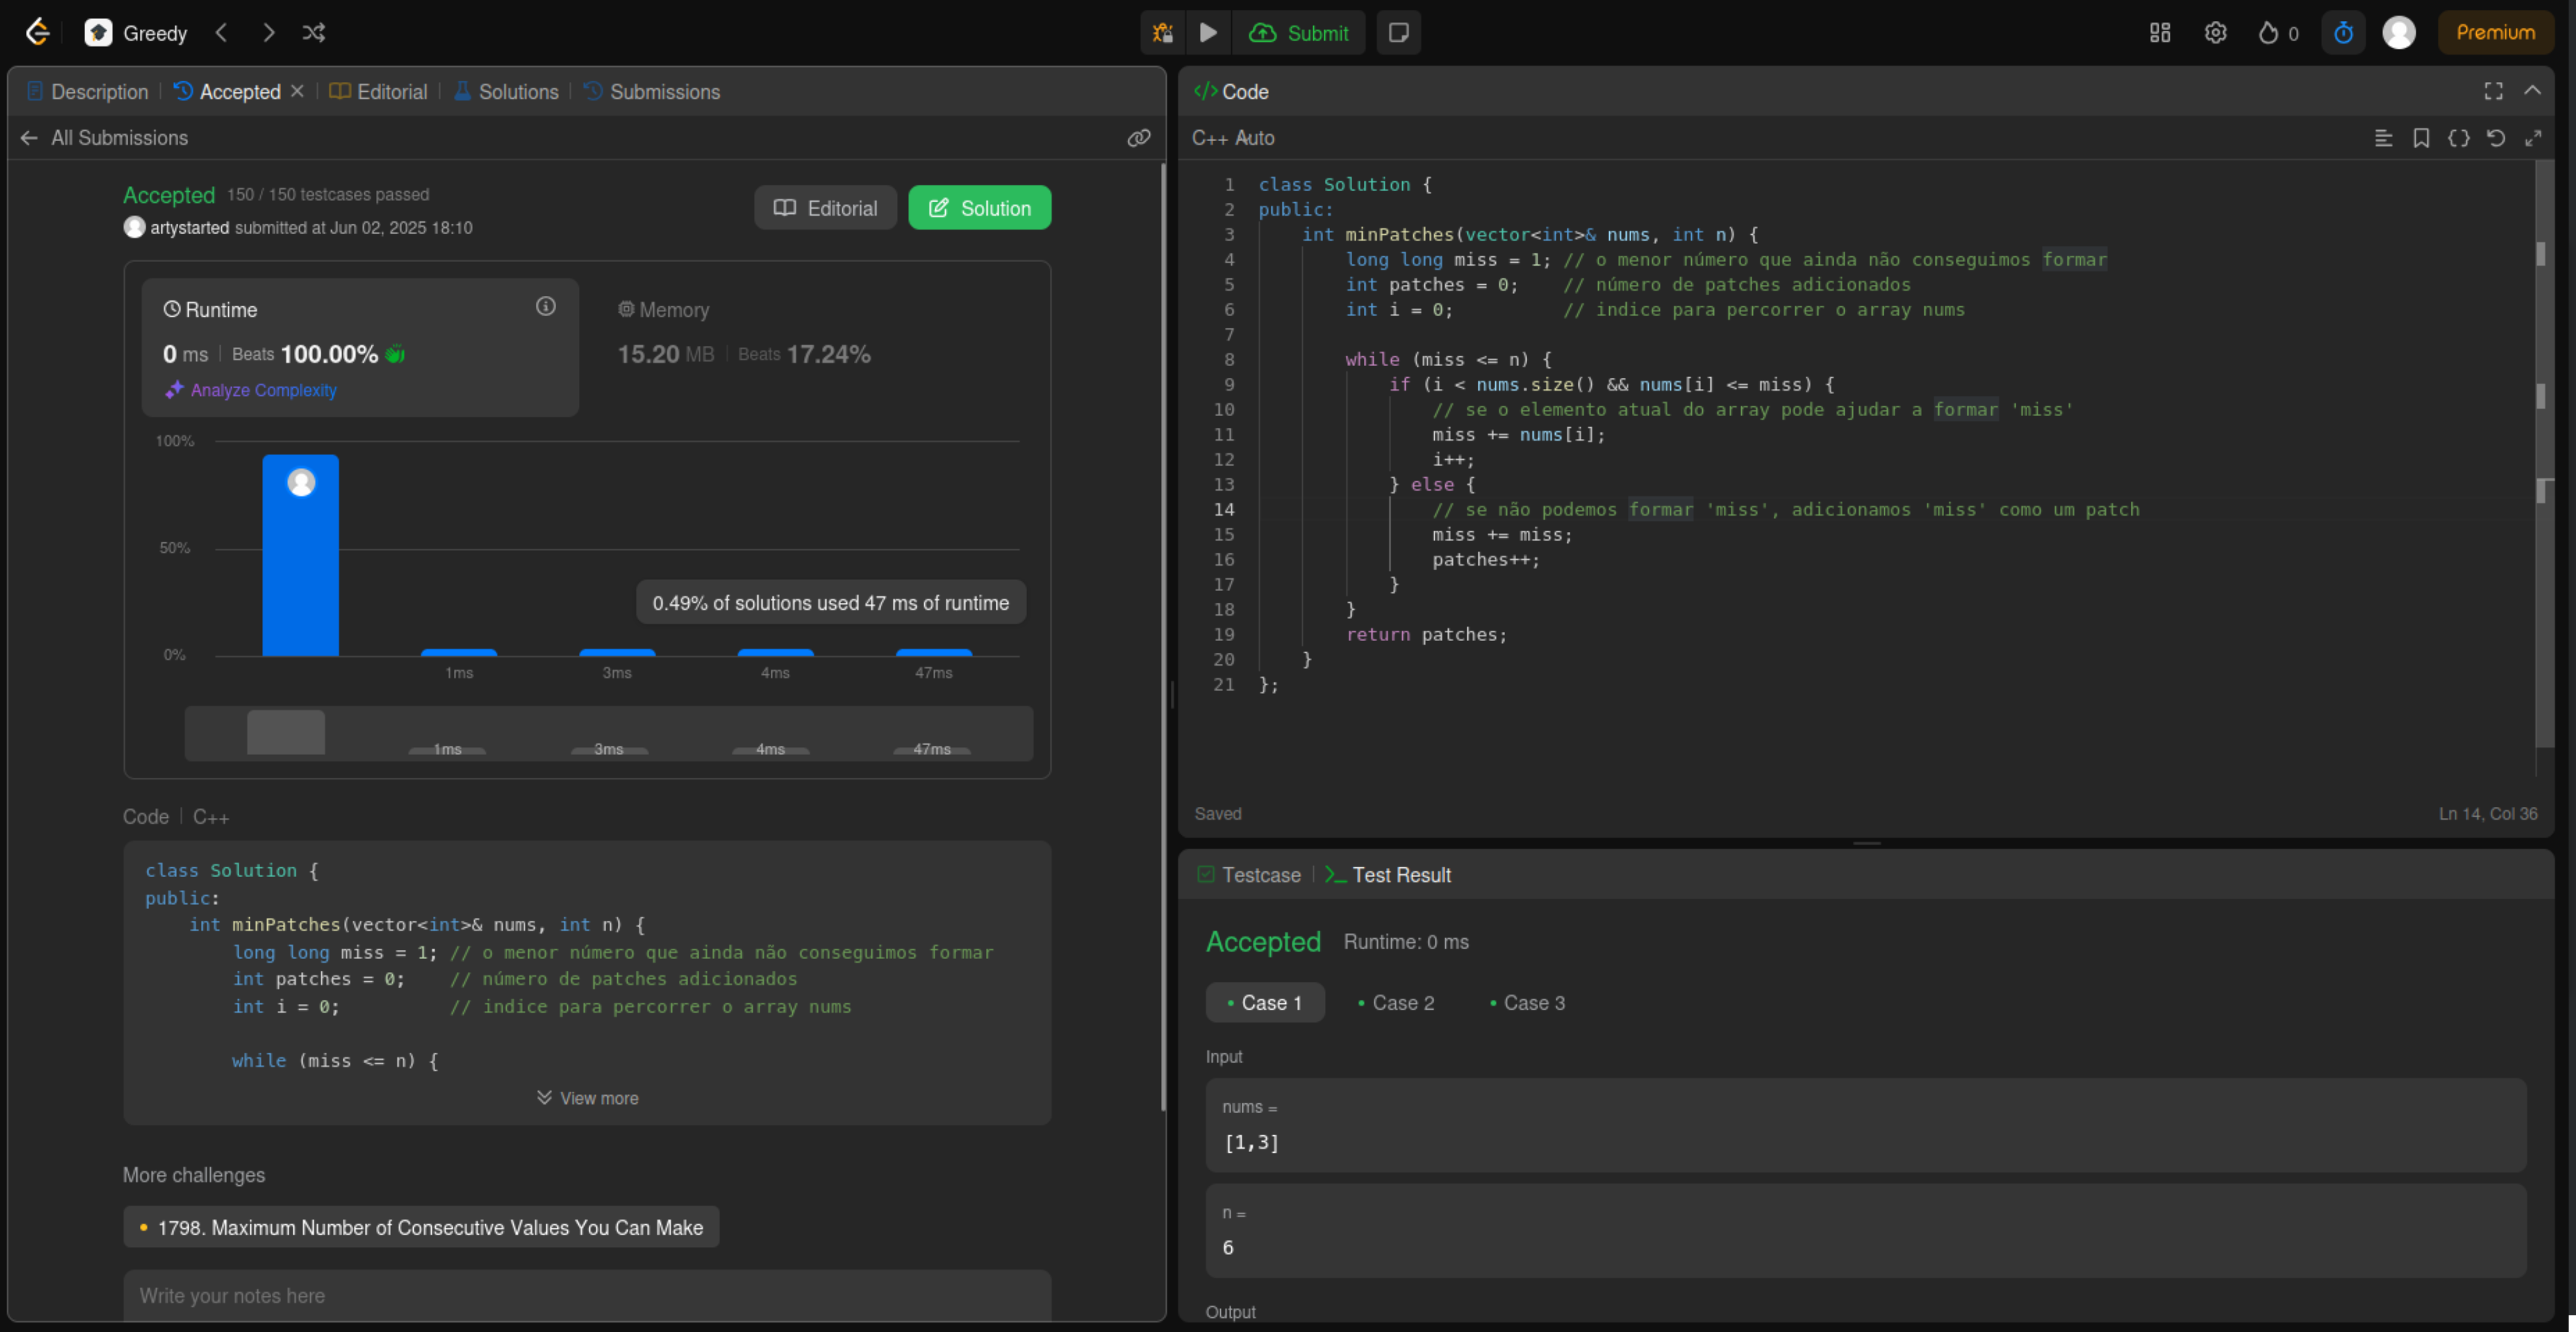 Greedy
Submit
0
Premium
Description
Accepted
Editorial
Solutions
Submissions
All Submissions
Accepted 150 / 150 testcases passed
artystarted submitted at Jun 02, 2025 18:10
Editorial
Solution
Runtime
0 ms Beats 100.00%
Analyze Complexity
Memory
15.20 MB Beats 17.24%
100%
50%
0%
0.49% of solutions used 47 ms of runtime
1ms 3ms 4ms 47ms
1ms 3ms 4ms 47ms
Code C++
class Solution {
public:
    int minPatches(vector<int>& nums, int n) {
        long long miss = 1; // o menor número que ainda não conseguimos formar
        int patches = 0;    // número de patches adicionados
        int i = 0;          // indice para percorrer o array nums
        while (miss <= n) {
View more
More challenges
1798. Maximum Number of Consecutive Values You Can Make
Write your notes here
</> Code
C++ Auto
1 class Solution {
2 public:
3     int minPatches(vector<int>& nums, int n) {
4         long long miss = 1; // o menor número que ainda não conseguimos formar
5         int patches = 0;    // número de patches adicionados
6         int i = 0;          // indice para percorrer o array nums
7
8         while (miss <= n) {
9             if (i < nums.size() && nums[i] <= miss) {
10                 // se o elemento atual do array pode ajudar a formar 'miss'
11                 miss += nums[i];
12                 i++;
13             } else {
14                 // se não podemos formar 'miss', adicionamos 'miss' como um patch
15                 miss += miss;
16                 patches++;
17             }
18         }
19         return patches;
20     }
21 };
Saved
Ln 14, Col 36
Testcase
Test Result
Accepted Runtime: 0 ms
Case 1
Case 2
Case 3
Input
nums =
[1,3]
n =
6
Output